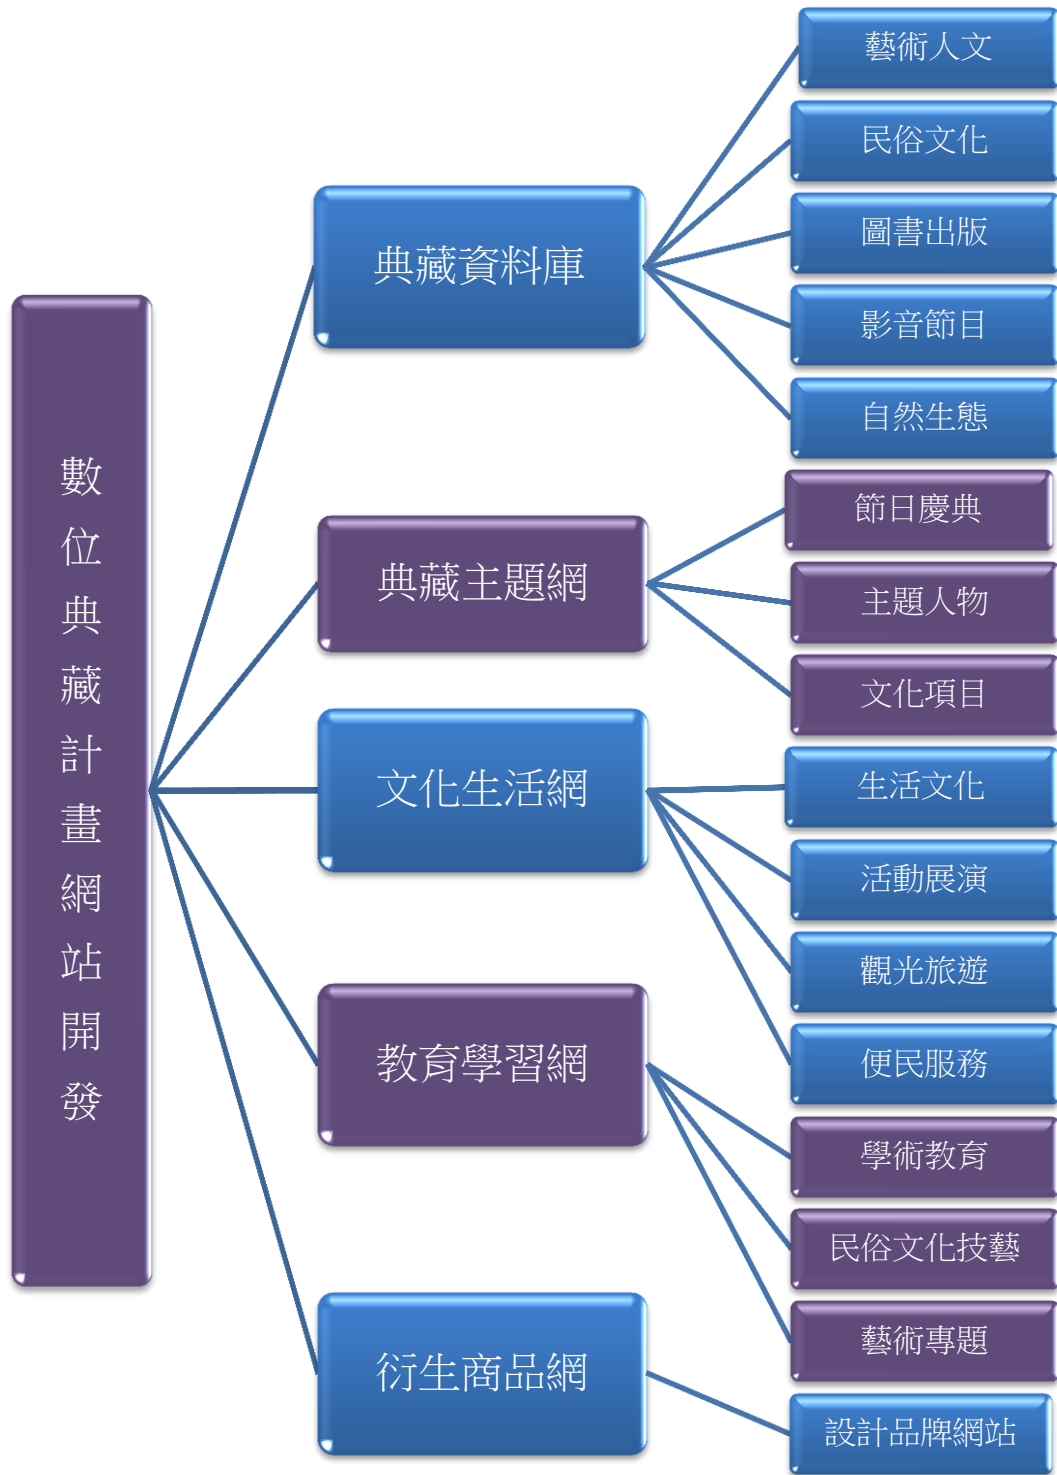 數位典藏計畫網站開發
典藏資料庫
藝術人文
民俗文化
圖書出版
影音節目
自然生態
典藏主題網
節日慶典
主題人物
文化項目
文化生活網
生活文化
活動展演
觀光旅遊
便民服務
教育學習網
學術教育
民俗文化技藝
藝術專題
衍生商品網
設計品牌網站